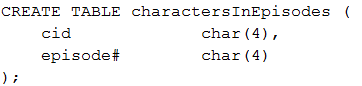 CREATE TABLE charactersInEpisodes (
    cid             char(4),
    episode#        char(4)
);